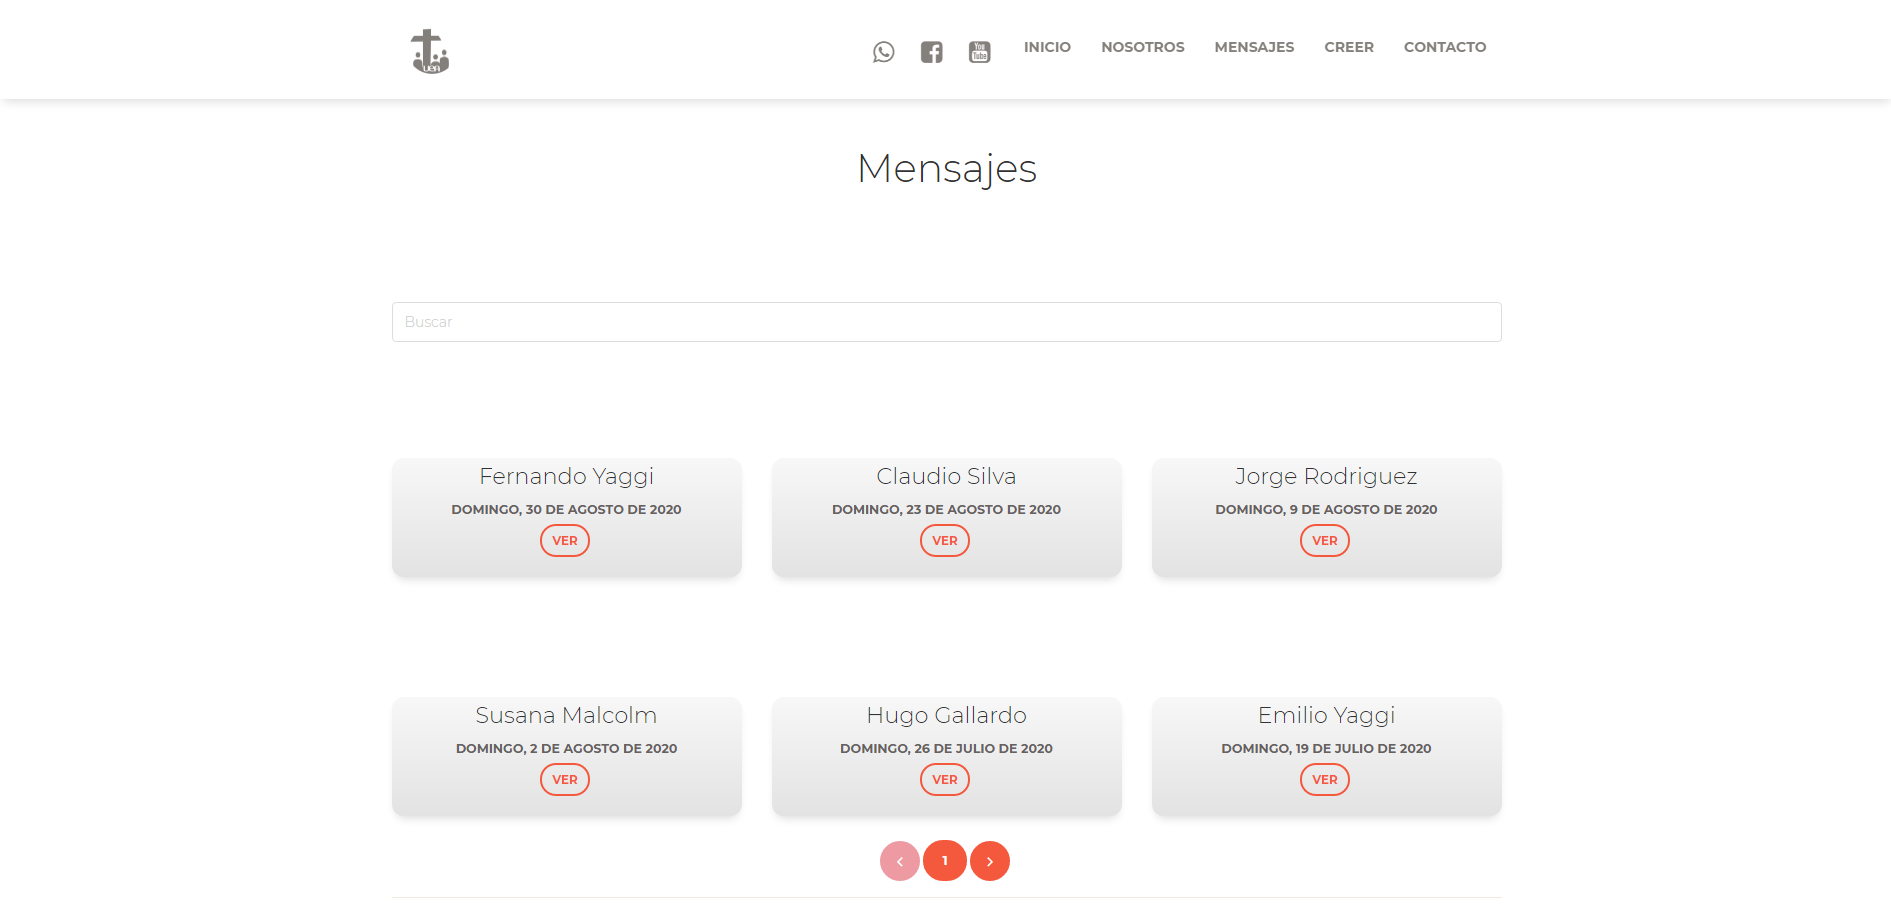 INICIO NOSOTROS MENSAJES CREER CONTACTO
Mensajes
Buscar
Fernando Yaggi
DOMINGO, 30 DE AGOSTO DE 2020
VER
Claudio Silva
DOMINGO, 23 DE AGOSTO DE 2020
VER
Jorge Rodriguez
DOMINGO, 9 DE AGOSTO DE 2020
VER
Susana Malcolm
DOMINGO, 2 DE AGOSTO DE 2020
VER
Hugo Gallardo
DOMINGO, 26 DE JULIO DE 2020
VER
Emilio Yaggi
DOMINGO, 19 DE JULIO DE 2020
VER
1